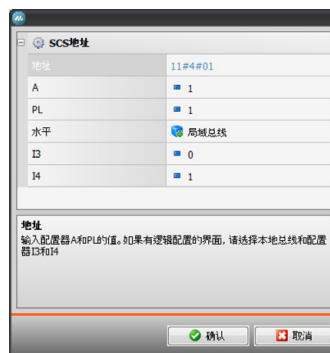 SCS地址
地址 11#4#01
A 1
PL 1
水平 局域总线
I3 0
I4 1
地址
输入配置器A和PL的值。如果有逻辑配置的界面，请选择本地总线和配置
器I3和I4
确认 取消